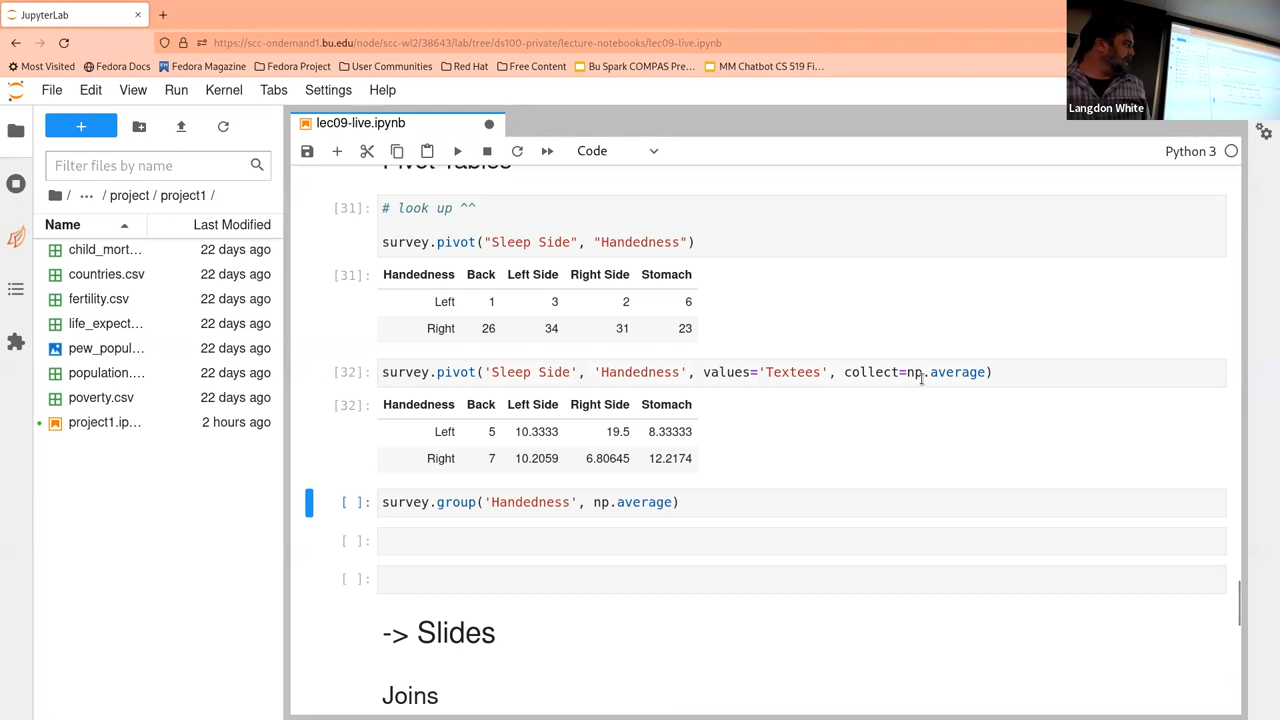 JupyterLab
https://scc-ondemand1.bu.edu/node/scc-wl2/38643/lab/tree/ds100-private/lecture-notebooks/lec09-live.ipynb
Most Visited Fedora Docs Fedora Magazine Fedora Project User Communities Red Hat Free Content Bu Spark COMPAS Pre… MM Chatbot CS 519 Fi…
Langdon White
File Edit View Run Kernel Tabs Settings Help
lec09-live.ipynb
Code
Python 3
Filter files by name
/ ··· / project / project1 /
Name Last Modified
child_mort… 22 days ago
countries.csv 22 days ago
fertility.csv 22 days ago
life_expect… 22 days ago
pew_popul… 22 days ago
population.… 22 days ago
poverty.csv 22 days ago
project1.ip… 2 hours ago
Pivot Tables
[31]: # look up ^^
survey.pivot("Sleep Side", "Handedness")
[31]: Handedness Back Left Side Right Side Stomach
Left 1 3 2 6
Right 26 34 31 23
[32]: survey.pivot('Sleep Side', 'Handedness', values='Textees', collect=np.average)
[32]: Handedness Back Left Side Right Side Stomach
Left 5 10.3333 19.5 8.33333
Right 7 10.2059 6.80645 12.2174
[ ]: survey.group('Handedness', np.average)
[ ]:
[ ]:
-> Slides
Joins